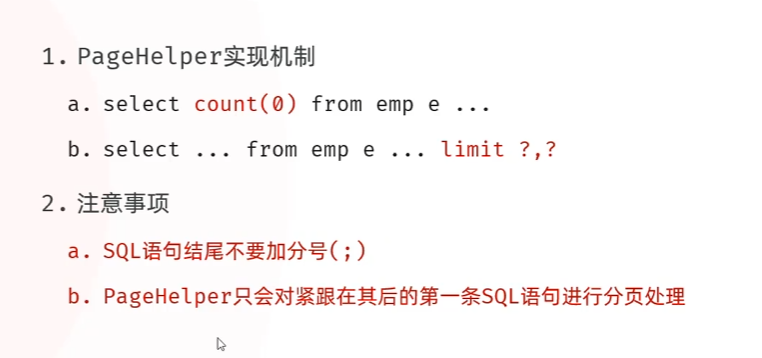 1. PageHelper实现机制
a. select count(0) from emp e ...
b. select ... from emp e ... limit ?,?
2. 注意事项
a. SQL语句结尾不要加分号(;)
b. PageHelper只会对紧跟在其后的第一条SQL语句进行分页处理